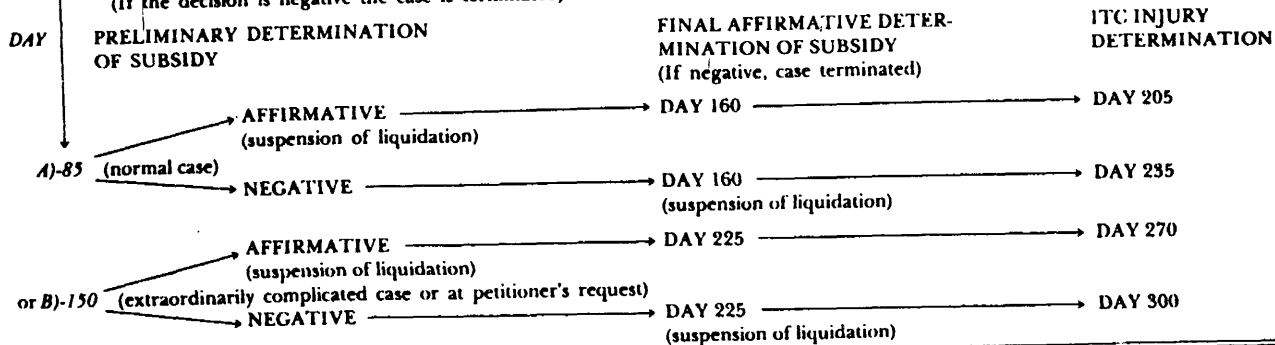 (If the decision is negative the case is terminated)
DAY PRELIMINARY DETERMINATION OF SUBSIDY
FINAL AFFIRMATIVE DETER-
MINATION OF SUBSIDY
(If negative, case terminated)
ITC INJURY
DETERMINATION
AFFIRMATIVE DAY 160 DAY 205
(suspension of liquidation)
A)-85 (normal case)
NEGATIVE DAY 160 DAY 235
(suspension of liquidation)
AFFIRMATIVE DAY 225 DAY 270
(suspension of liquidation)
or B)-150 (extraordinarily complicated case or at petitioner's request)
NEGATIVE DAY 225 DAY 300
(suspension of liquidation)